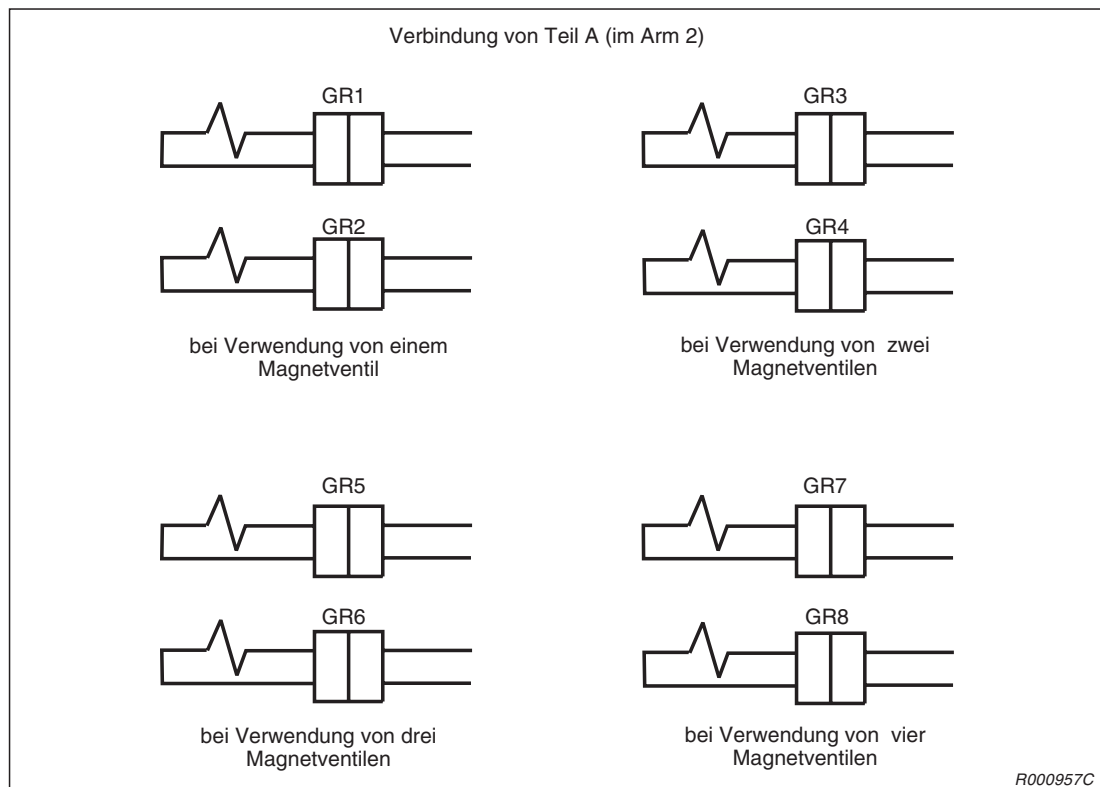 Verbindung von Teil A (im Arm 2)
GR1
GR2
bei Verwendung von einem
Magnetventil
GR3
GR4
bei Verwendung von zwei
Magnetventilen
GR5
GR6
bei Verwendung von drei
Magnetventilen
GR7
GR8
bei Verwendung von vier
Magnetventilen
R000957C